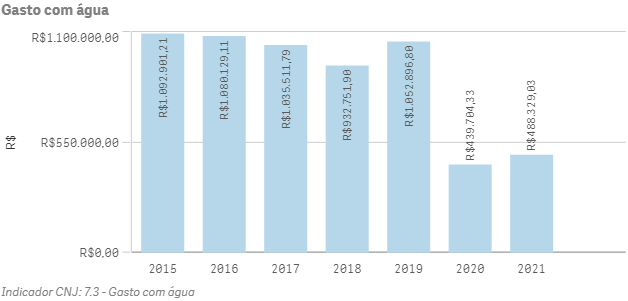 Gasto com água
R$1.100.000,00
R$550.000,00
R$0,00
R$
R$1.092.901,21
R$1.080.129,11
R$1.035.511,79
R$932.751,90
R$1.052.896,80
R$439.704,33
R$488.329,03
2015 2016 2017 2018 2019 2020 2021
Indicador CNJ: 7.3 - Gasto com água